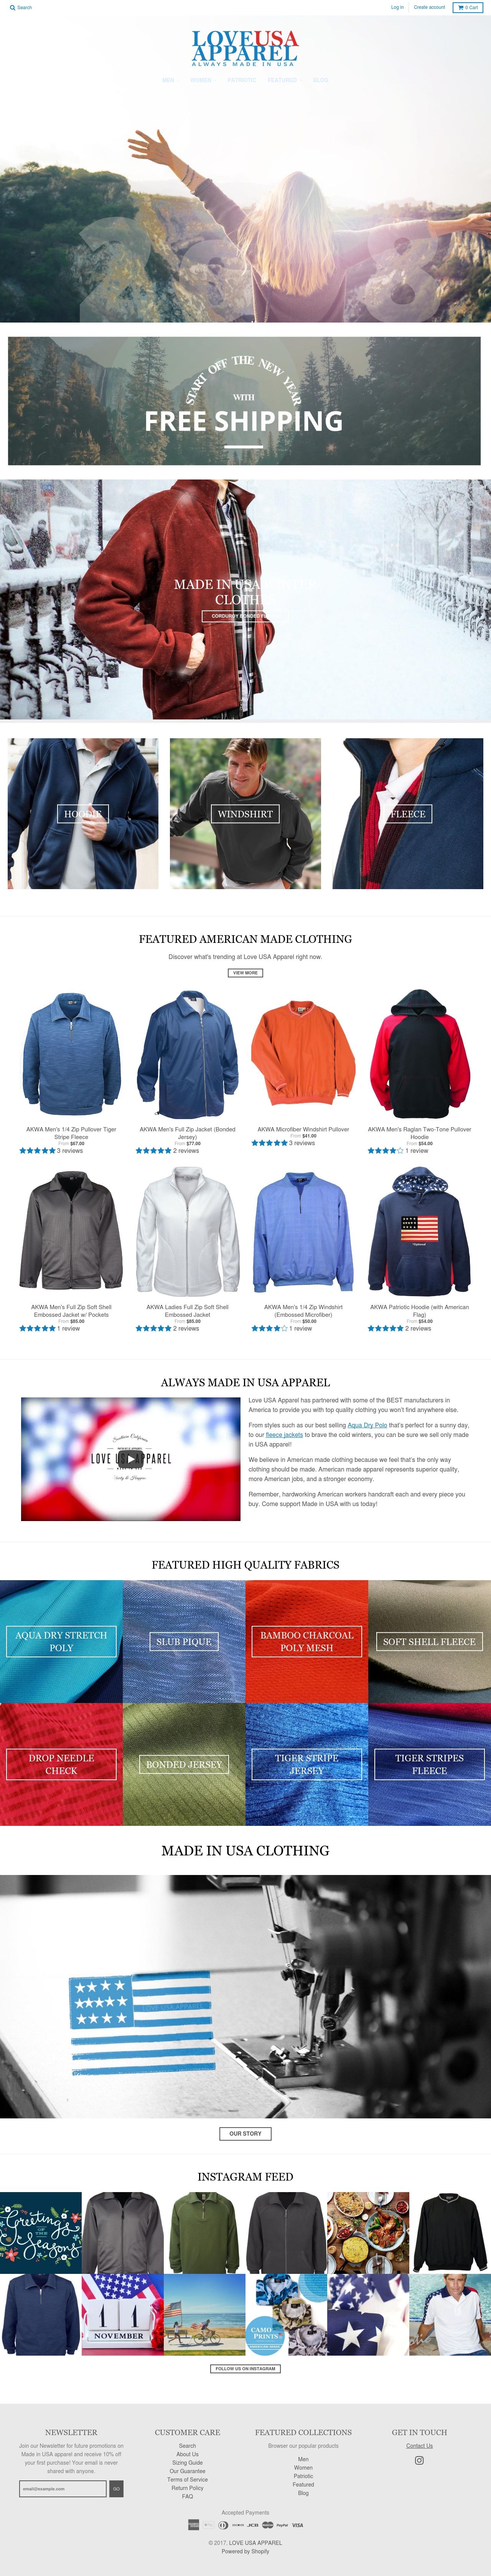 Search
Log in
Create account
0 Cart
LOVEUSA
APPAREL
ALWAYS MADE IN USA
MEN
WOMEN
PATRIOTIC
FEATURED
BLOG
START OFF THE NEW YEAR
WITH
FREE SHIPPING
MADE IN USA
CORDUROY BONDED
HOODIE
WINDSHIRT
FLEECE
FEATURED AMERICAN MADE CLOTHING
Discover what's trending at Love USA Apparel right now.
VIEW MORE
AKWA Men's 1/4 Zip Pullover Tiger
Stripe Fleece
From $67.00
3 reviews
AKWA Men's Full Zip Jacket (Bonded
Jersey)
From $77.00
2 reviews
AKWA Microfiber Windshirt Pullover
From $41.00
3 reviews
AKWA Men's Raglan Two-Tone Pullover
Hoodie
From $54.00
1 review
AKWA Men's Full Zip Soft Shell
Embossed Jacket w/ Pockets
From $85.00
1 review
AKWA Ladies Full Zip Soft Shell
Embossed Jacket
From $85.00
2 reviews
AKWA Men's 1/4 Zip Windshirt
(Embossed Microfiber)
From $50.00
1 review
AKWA Patriotic Hoodie (with American
Flag)
From $54.00
2 reviews
ALWAYS MADE IN USA APPAREL
Southern California
LOVE USA APPAREL
Love USA Apparel has partnered with some of the BEST manufacturers in
America to provide you with top quality clothing you won't find anywhere else.
From styles such as our best selling Aqua Dry Polo that's perfect for a sunny day,
to our fleece jackets to brave the cold winters, you can be sure we sell only made
in USA apparel!
We believe in American made clothing because we feel that's the only way
clothing should be made. American made apparel represents superior quality,
more American jobs, and a stronger economy.
Remember, hardworking American workers handcraft each and every piece you
buy. Come support Made in USA with us today!
FEATURED HIGH QUALITY FABRICS
AQUA DRY STRETCH
POLY
SLUB PIQUE
BAMBOO CHARCOAL
POLY MESH
SOFT SHELL FLEECE
DROP NEEDLE
CHECK
BONDED JERSEY
TIGER STRIPE
JERSEY
TIGER STRIPES
FLEECE
MADE IN USA CLOTHING
OUR STORY
INSTAGRAM FEED
Greetings
OF THE
Season
11
NOVEMBER
CAMO
PRINTS
FOLLOW US ON INSTAGRAM
NEWSLETTER
Join our Newsletter for future promotions on
Made in USA apparel and receive 10% off
your first purchase! Your email is never
shared with anyone.
email@example.com
GO
CUSTOMER CARE
Search
About Us
Sizing Guide
Our Guarantee
Terms of Service
Return Policy
FAQ
FEATURED COLLECTIONS
Browse our popular products
Men
Women
Patriotic
Featured
Blog
GET IN TOUCH
Contact Us
Accepted Payments
JCB
PayPal
VISA
© 2017, LOVE USA APPAREL
Powered by Shopify